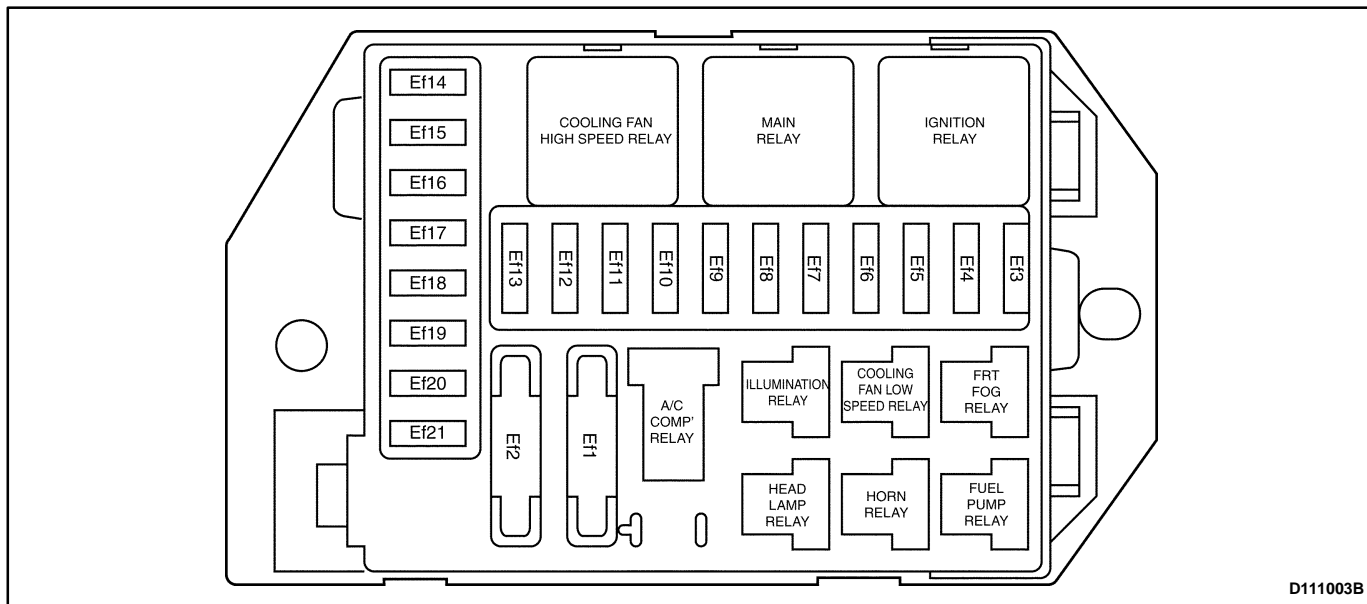 Ef14
Ef15
Ef16
Ef17
Ef18
Ef19
Ef20
Ef21
COOLING FAN
HIGH SPEED RELAY
MAIN
RELAY
IGNITION
RELAY
Ef13
Ef12
Ef11
Ef10
Ef9
Ef8
Ef7
Ef6
Ef5
Ef4
Ef3
Ef2
Ef1
A/C
COMP'
RELAY
ILLUMINATION
RELAY
COOLING
FAN LOW
SPEED RELAY
FRT
FOG
RELAY
HEAD
LAMP
RELAY
HORN
RELAY
FUEL
PUMP
RELAY
D111003B